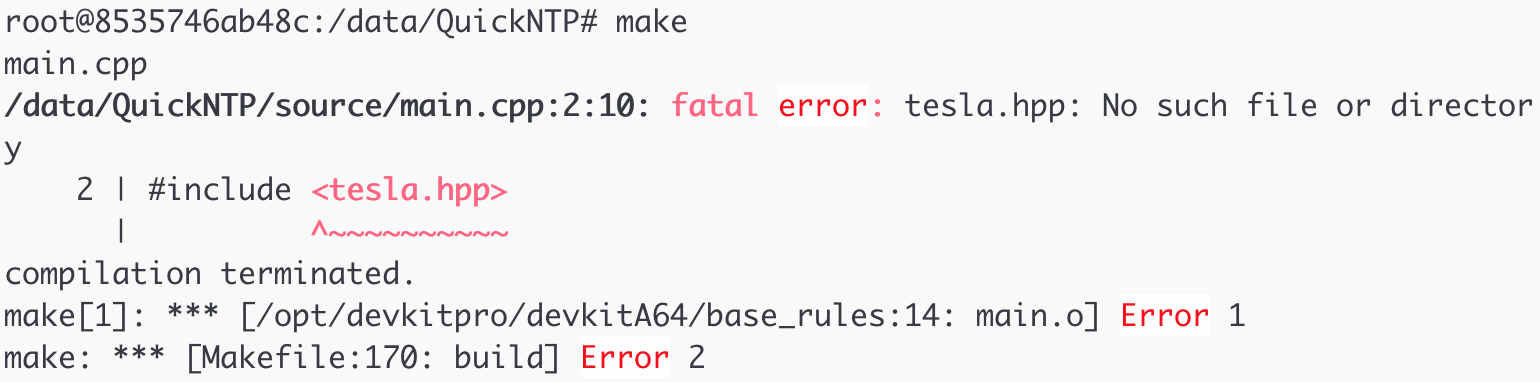 root@8535746ab48c:/data/QuickNTP# make
main.cpp
/data/QuickNTP/source/main.cpp:2:10: fatal error: tesla.hpp: No such file or director
y
    2 | #include <tesla.hpp>
      |          ^~~~~~~~~~~
compilation terminated.
make[1]: *** [/opt/devkitpro/devkitA64/base_rules:14: main.o] Error 1
make: *** [Makefile:170: build] Error 2